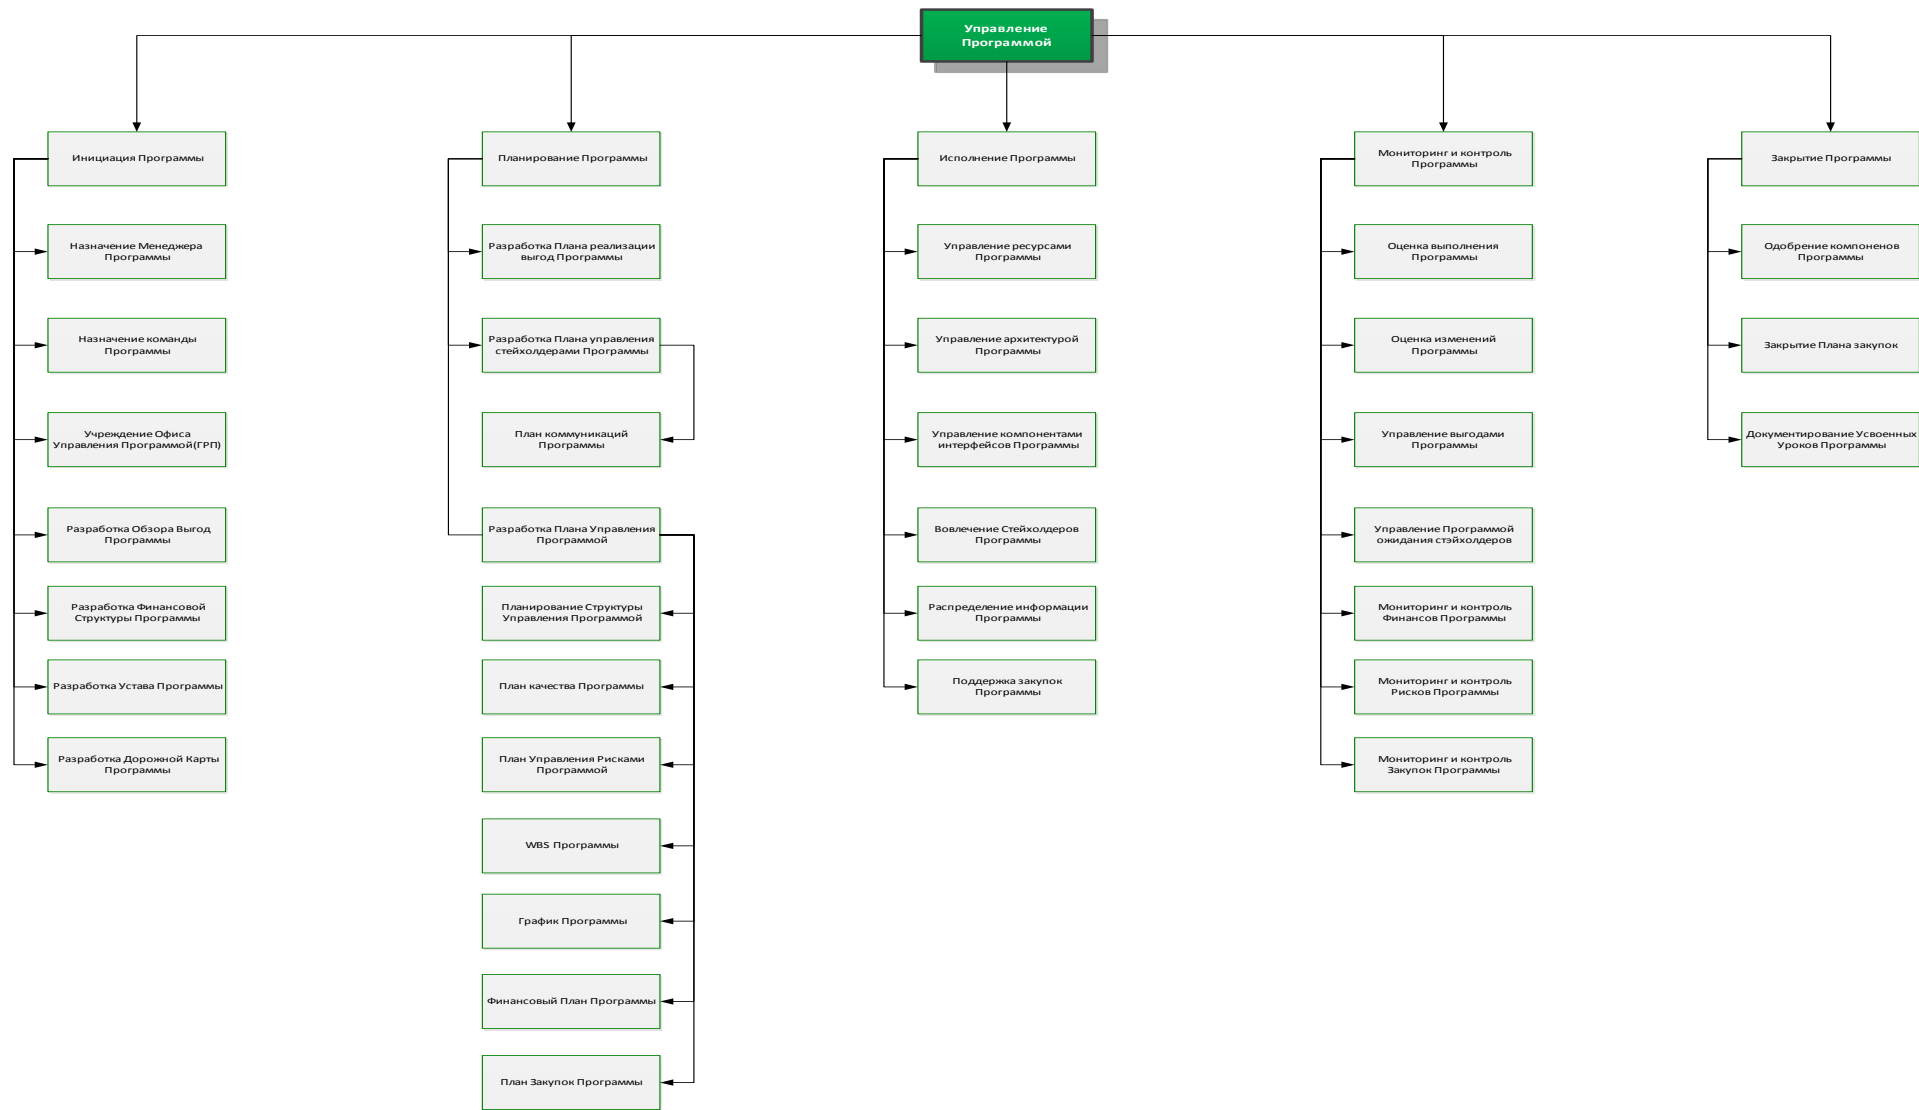 Управление
Программой
Инициация Программы
Назначение Менеджера
Программы
Назначение команды
Программы
Учреждение Офиса
Управления Программой(ГРП)
Разработка Обзора Выгод
Программы
Разработка Финансовой
Структуры Программы
Разработка Устава Программы
Разработка Дорожной Карты
Программы
Планирование Программы
Разработка Плана реализации
выгод Программы
Разработка Плана управления
стейхолдерами Программы
План коммуникаций
Программы
Разработка Плана Управления
Программой
Планирование Структуры
Управления Программой
План качества Программы
План Управления Рисками
Программой
WBS Программы
График Программы
Финансовый План Программы
План Закупок Программы
Исполнение Программы
Управление ресурсами
Программы
Управление архитектурой
Программы
Управление компонентами
интерфейсов Программы
Вовлечение Стейхолдеров
Программы
Распределение информации
Программы
Поддержка закупок
Программы
Мониторинг и контроль
Программы
Оценка выполнения
Программы
Оценка изменений
Программы
Управление выгодами
Программы
Управление Программой
ожидания стэйхолдеров
Мониторинг и контроль
Финансов Программы
Мониторинг и контроль
Рисков Программы
Мониторинг и контроль
Закупок Программы
Закрытие Программы
Одобрение компоненов
Программы
Закрытие Плана закупок
Документирование Усвоенных
Уроков Программы